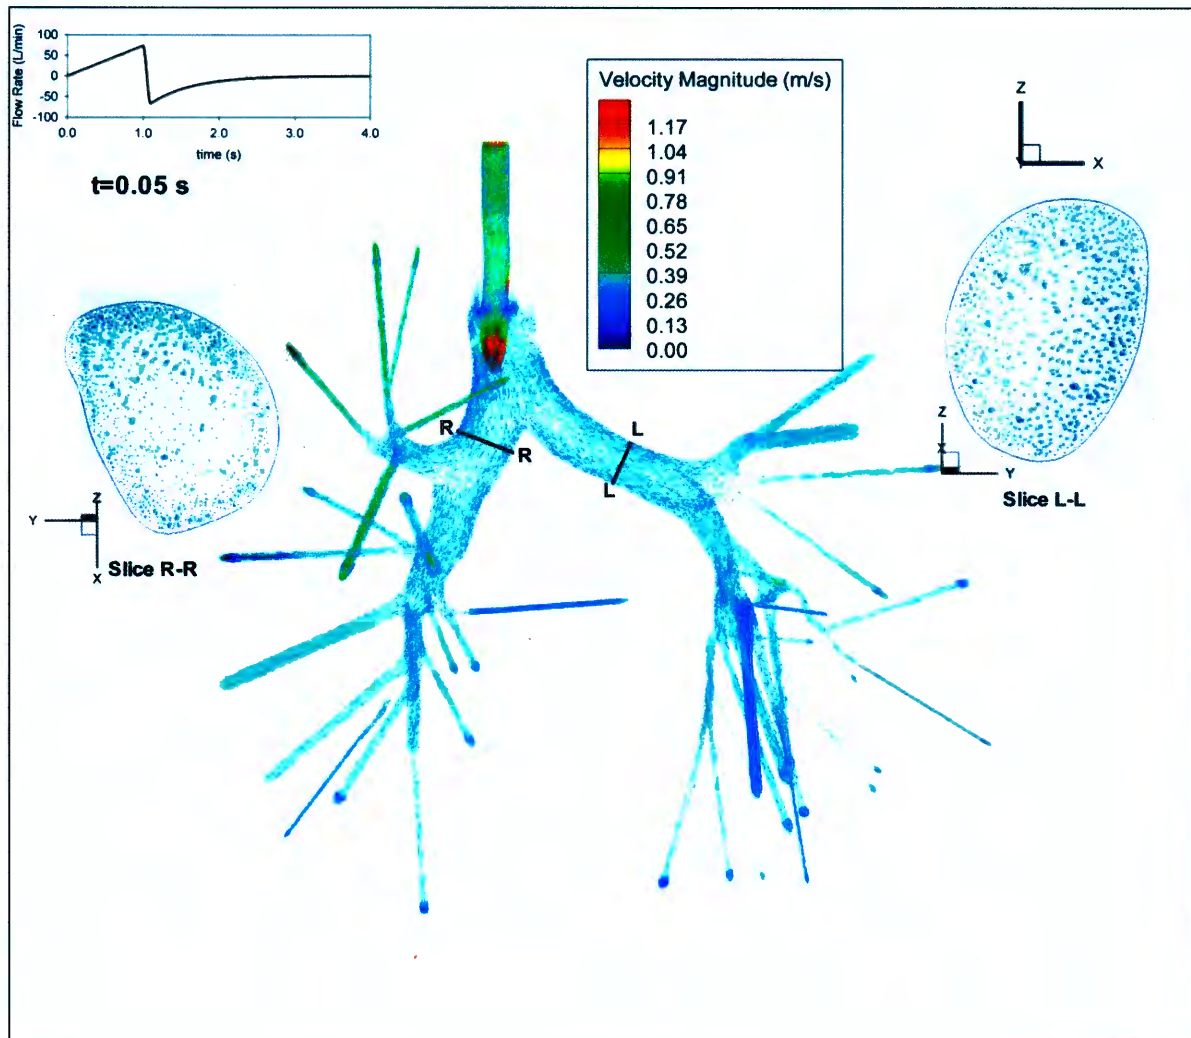 100
50
0
-50
-100
Flow Rate (L/min)
0.0 1.0 2.0 3.0 4.0
time (s)
t=0.05 s
Velocity Magnitude (m/s)
1.17
1.04
0.91
0.78
0.65
0.52
0.39
0.26
0.13
0.00
Z
Y X
R
R
L
L
Z
X
Y
Slice L-L
Z
Y
X
Slice R-R